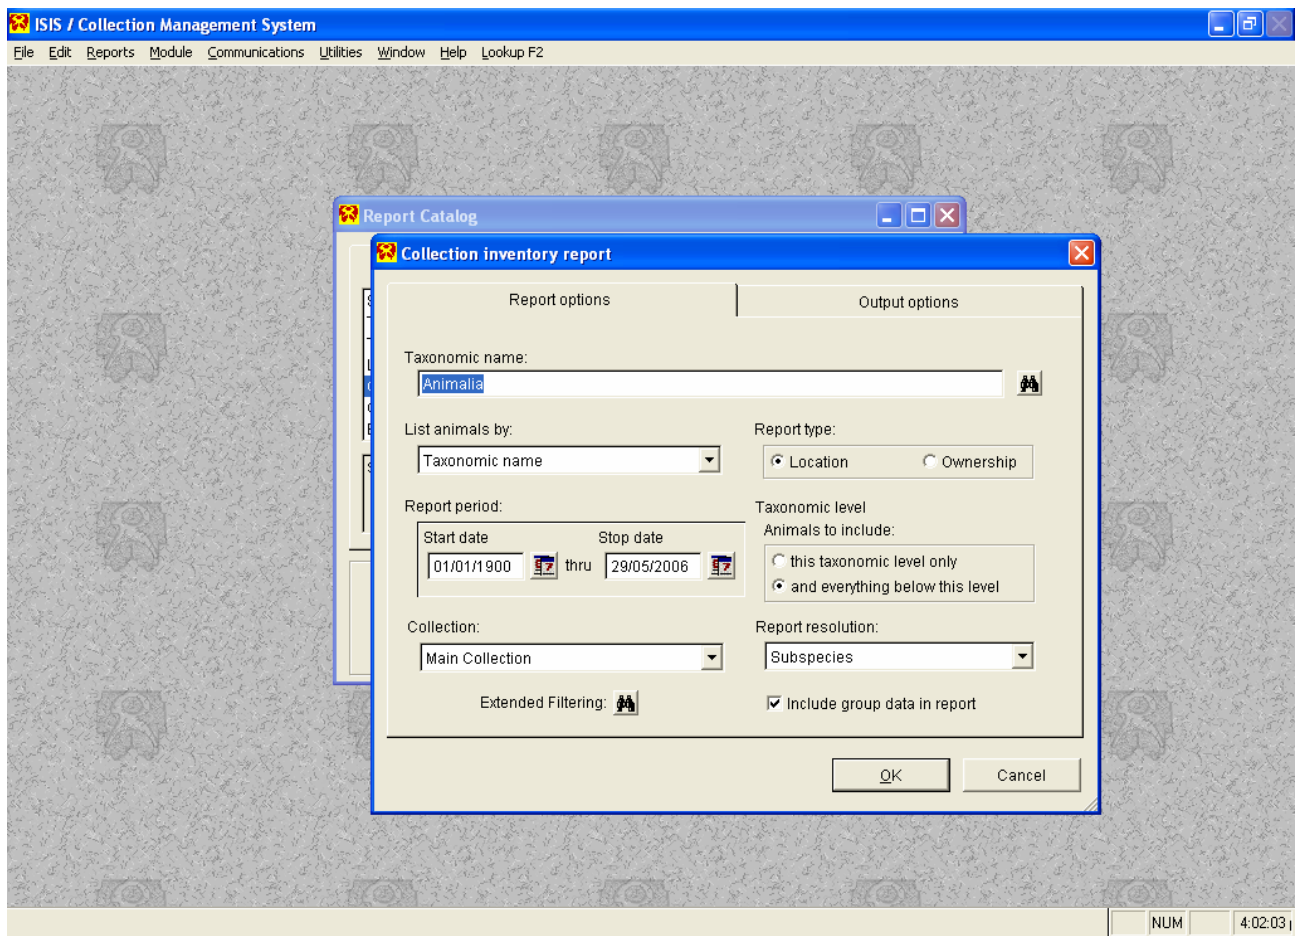 ISIS / Collection Management System
File Edit Reports Module Communications Utilities Window Help Lookup F2
Report Catalog
Collection inventory report
Report options Output options
Taxonomic name:
Animalia
List animals by: Report type:
Taxonomic name Location Ownership
Report period: Taxonomic level
Animals to include:
Start date Stop date
this taxonomic level only
01/01/1900 thru 29/05/2006
and everything below this level
Collection: Report resolution:
Main Collection Subspecies
Extended Filtering: Include group data in report
OK Cancel
NUM 4:02:03